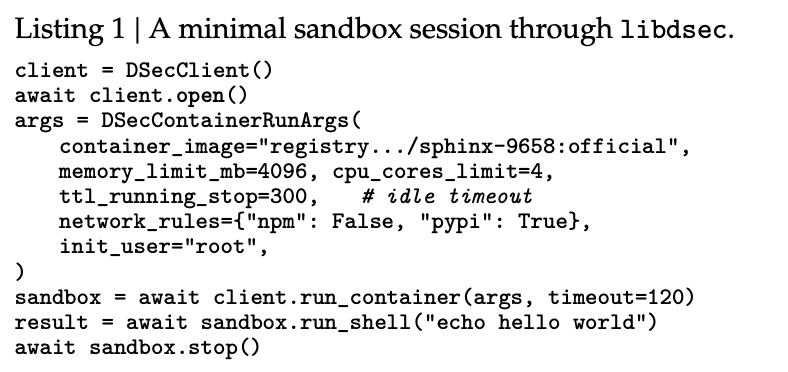 Listing 1 | A minimal sandbox session through libdsec.
client = DSecClient()
await client.open()
args = DSecContainerRunArgs(
    container_image="registry.../sphinx-9658:official",
    memory_limit_mb=4096, cpu_cores_limit=4,
    ttl_running_stop=300,   # idle timeout
    network_rules={"npm": False, "pypi": True},
    init_user="root",
)
sandbox = await client.run_container(args, timeout=120)
result = await sandbox.run_shell("echo hello world")
await sandbox.stop()